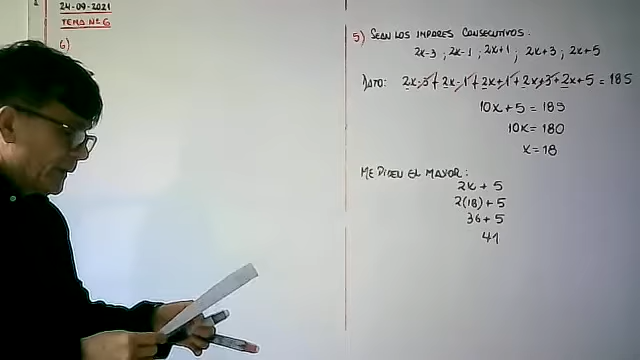 24-09-2021
TEMA: Nº 6
6)
5) SEAN LOS IMPARES CONSECUTIVOS:
2x-3 ; 2x-1 ; 2x+1 ; 2x+3 ; 2x+5
DATO: 2x-3 + 2x-1 + 2x+1 + 2x+3 + 2x+5 = 185
10x + 5 = 185
10x = 180
x = 18
ME PIDEN EL MAYOR:
2x + 5
2(18) + 5
36 + 5
41